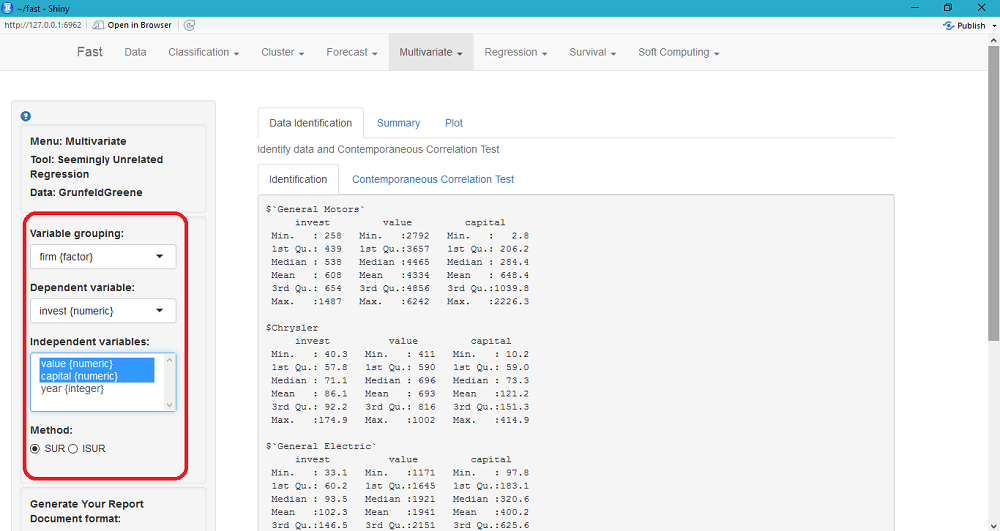 ~/fast - Shiny
http://127.0.0.1:6962 Open in Browser Publish
Fast Data Classification Cluster Forecast Multivariate Regression Survival Soft Computing
Menu: Multivariate
Tool: Seemingly Unrelated
Regression
Data: GrunfeldGreene
Variable grouping:
firm {factor}
Dependent variable:
invest {numeric}
Independent variables:
value {numeric}
capital {numeric}
year {integer}
Method:
SUR ISUR
Generate Your Report
Document format:
Data Identification Summary Plot
Identify data and Contemporaneous Correlation Test
Identification Contemporaneous Correlation Test
$`General Motors`
invest value capital
Min. : 258 Min. :2792 Min. : 2.8
1st Qu.: 439 1st Qu.:3657 1st Qu.: 206.2
Median : 538 Median :4465 Median : 284.4
Mean : 608 Mean :4334 Mean : 648.4
3rd Qu.: 654 3rd Qu.:4856 3rd Qu.:1039.8
Max. :1487 Max. :6242 Max. :2226.3
$Chrysler
invest value capital
Min. : 40.3 Min. : 411 Min. : 10.2
1st Qu.: 57.8 1st Qu.: 590 1st Qu.: 59.0
Median : 71.1 Median : 696 Median : 73.3
Mean : 86.1 Mean : 693 Mean :121.2
3rd Qu.: 92.2 3rd Qu.: 816 3rd Qu.:151.3
Max. :174.9 Max. :1002 Max. :414.9
$`General Electric`
invest value capital
Min. : 33.1 Min. :1171 Min. : 97.8
1st Qu.: 60.2 1st Qu.:1645 1st Qu.:183.1
Median : 93.5 Median :1921 Median :320.6
Mean :102.3 Mean :1941 Mean :400.2
3rd Qu.:146.5 3rd Qu.:2151 3rd Qu.:625.6